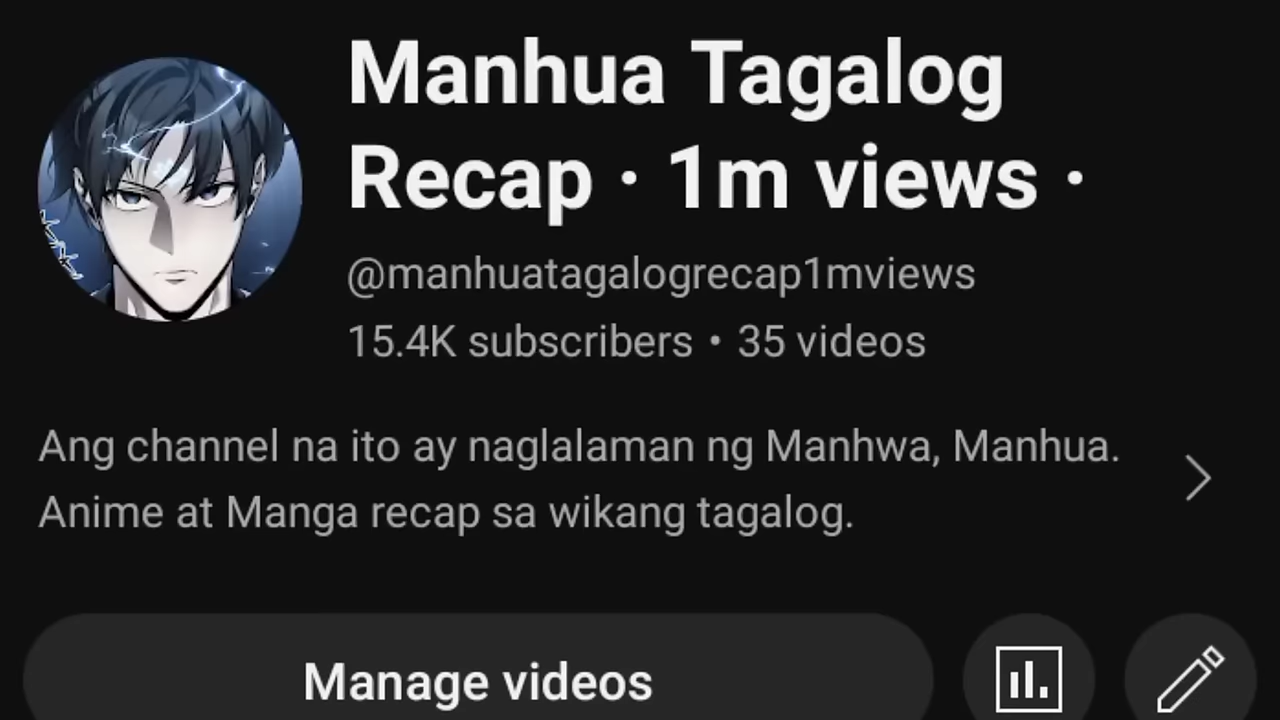 Manhua Tagalog
Recap · 1m views ·
@manhuatagalogrecap1mviews
15.4K subscribers • 35 videos
Ang channel na ito ay naglalaman ng Manhwa, Manhua.
Anime at Manga recap sa wikang tagalog.
Manage videos